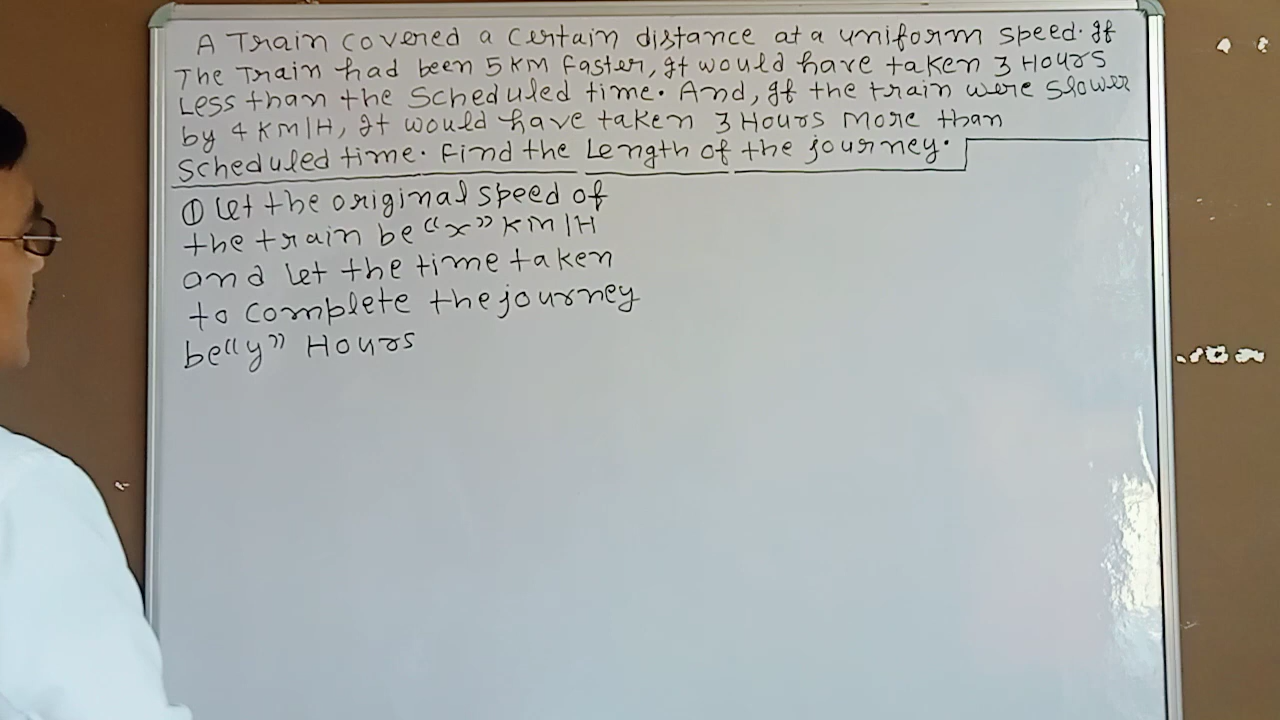 A Train covered a certain distance at a uniform speed. If
The Train had been 5 KM Faster, It would have taken 3 Hours
Less than the Scheduled time. And, If the train were Slower
by 4 KM/H, It would have taken 3 Hours More than
Scheduled time. Find the Length of the journey.
① Let the original speed of
the train be "x" KM/H
and let the time taken
to complete the journey
be "y" Hours